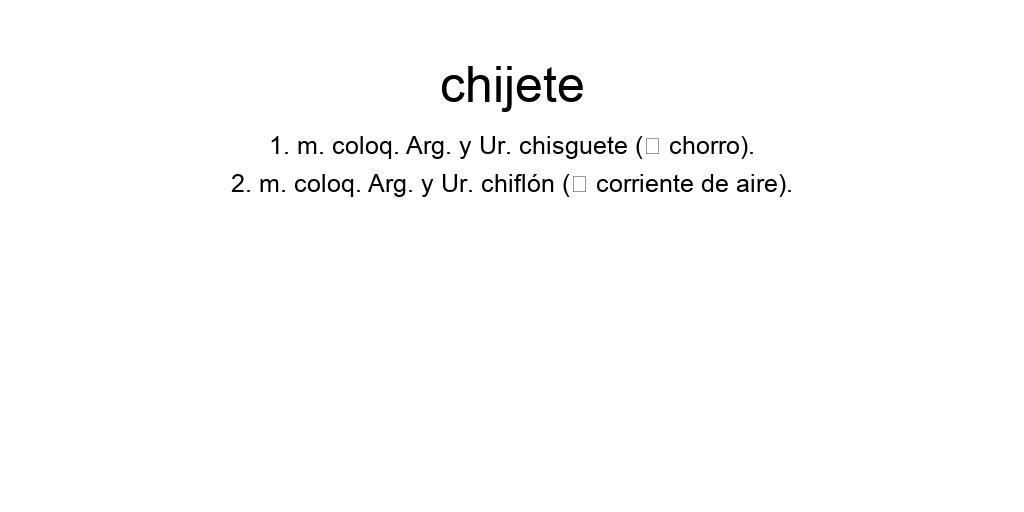 chijete
1. m. coloq. Arg. y Ur. chisguete (□ chorro).
2. m. coloq. Arg. y Ur. chiflón (□ corriente de aire).